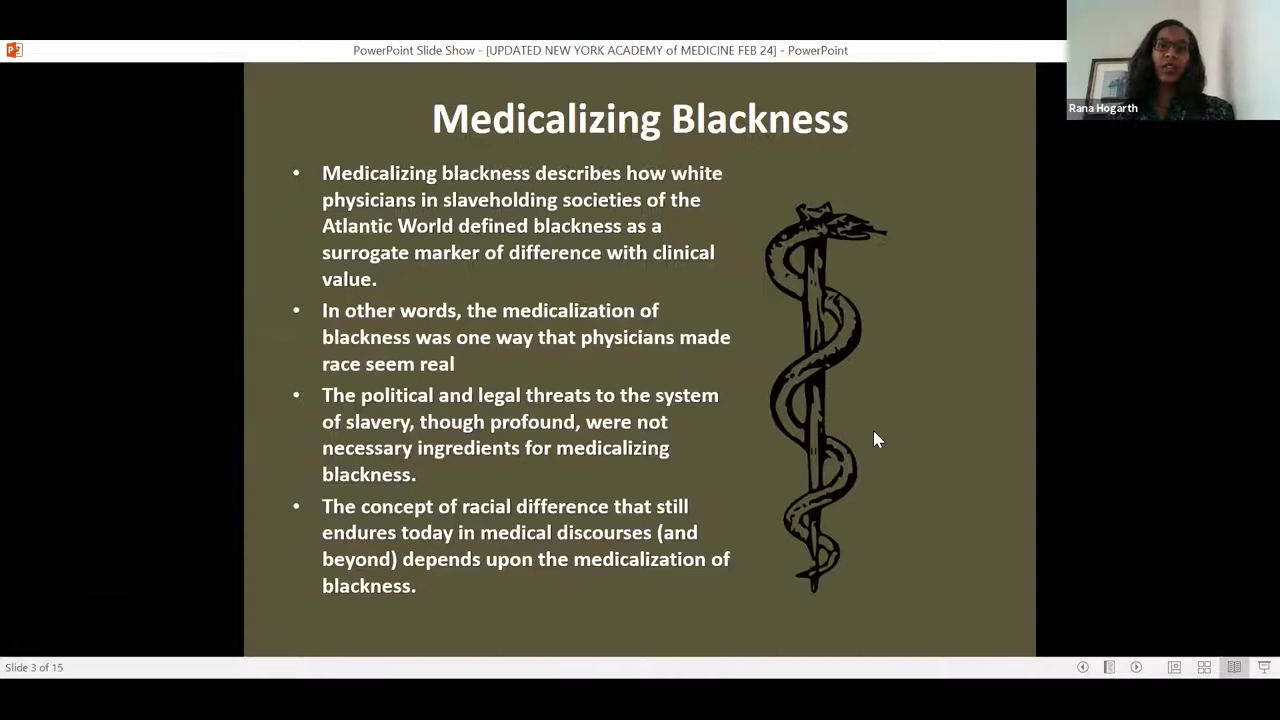 PowerPoint Slide Show - [UPDATED NEW YORK ACADEMY of MEDICINE FEB 24] - PowerPoint
Rana Hogarth
Medicalizing Blackness
• Medicalizing blackness describes how white
physicians in slaveholding societies of the
Atlantic World defined blackness as a
surrogate marker of difference with clinical
value.
• In other words, the medicalization of
blackness was one way that physicians made
race seem real
• The political and legal threats to the system
of slavery, though profound, were not
necessary ingredients for medicalizing
blackness.
• The concept of racial difference that still
endures today in medical discourses (and
beyond) depends upon the medicalization of
blackness.
Slide 3 of 15